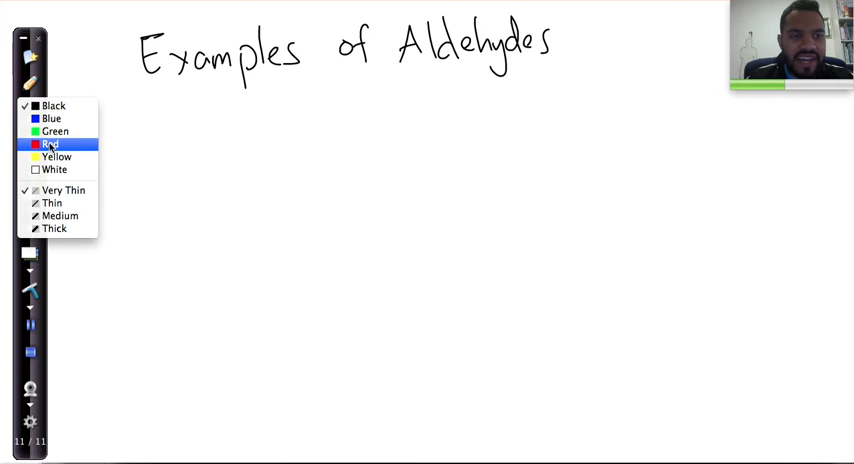 Examples of Aldehydes
Black
Blue
Green
Red
Yellow
White
Very Thin
Thin
Medium
Thick
11 / 11